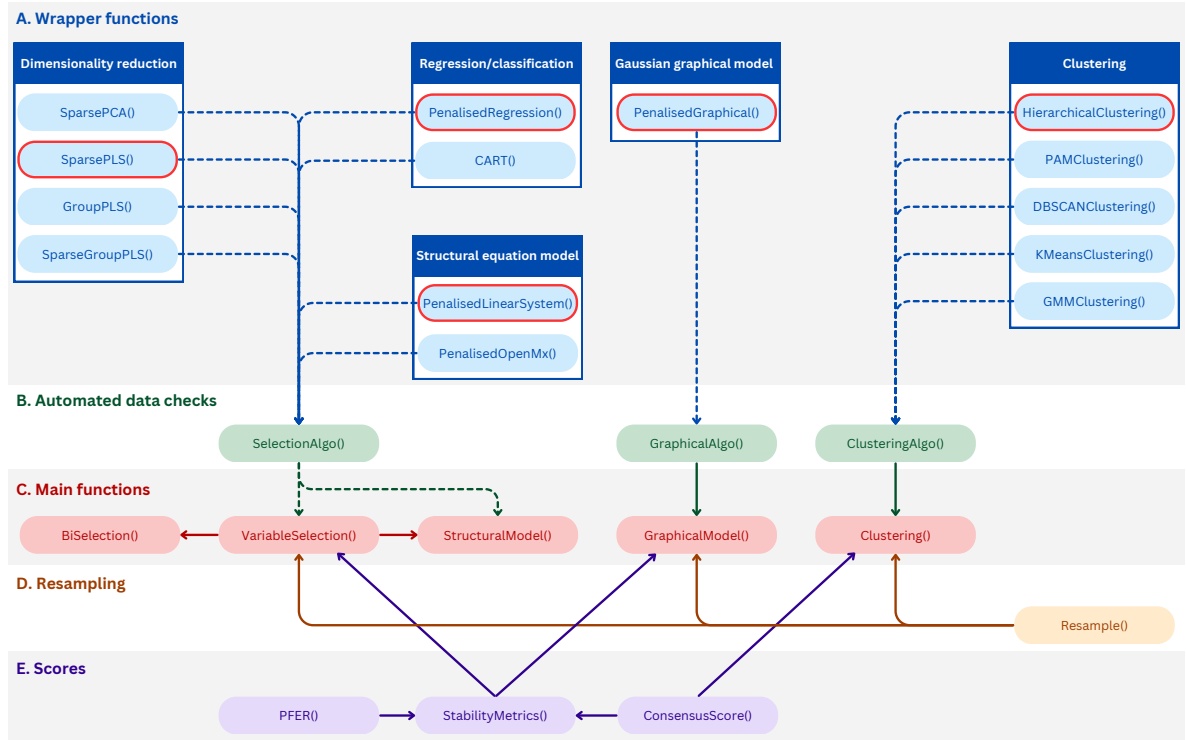 A. Wrapper functions
Dimensionality reduction
SparsePCA()
SparsePLS()
GroupPLS()
SparseGroupPLS()
Regression/classification
PenalisedRegression()
CART()
Structural equation model
PenalisedLinearSystem()
PenalisedOpenMx()
Gaussian graphical model
PenalisedGraphical()
Clustering
HierarchicalClustering()
PAMClustering()
DBSCANClustering()
KMeansClustering()
GMMClustering()
B. Automated data checks
SelectionAlgo()
GraphicalAlgo()
ClusteringAlgo()
C. Main functions
BiSelection()
VariableSelection()
StructuralModel()
GraphicalModel()
Clustering()
D. Resampling
Resample()
E. Scores
PFER()
StabilityMetrics()
ConsensusScore()